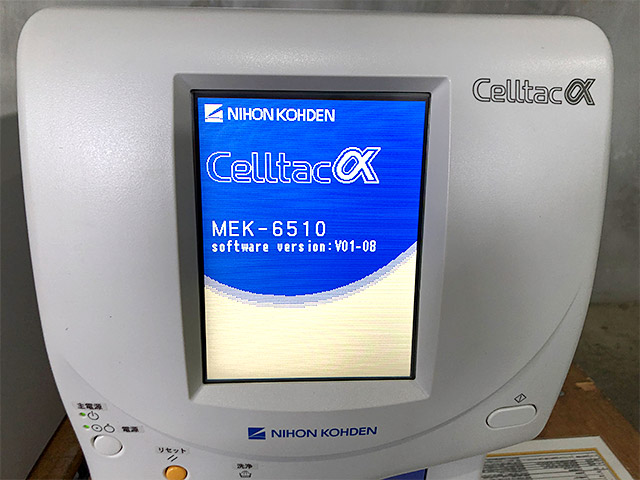 Celltacα
NIHON KOHDEN
Celltacα
MEK-6510
software version:V01-08
NIHON KOHDEN
主電源
電源
リセット
洗浄